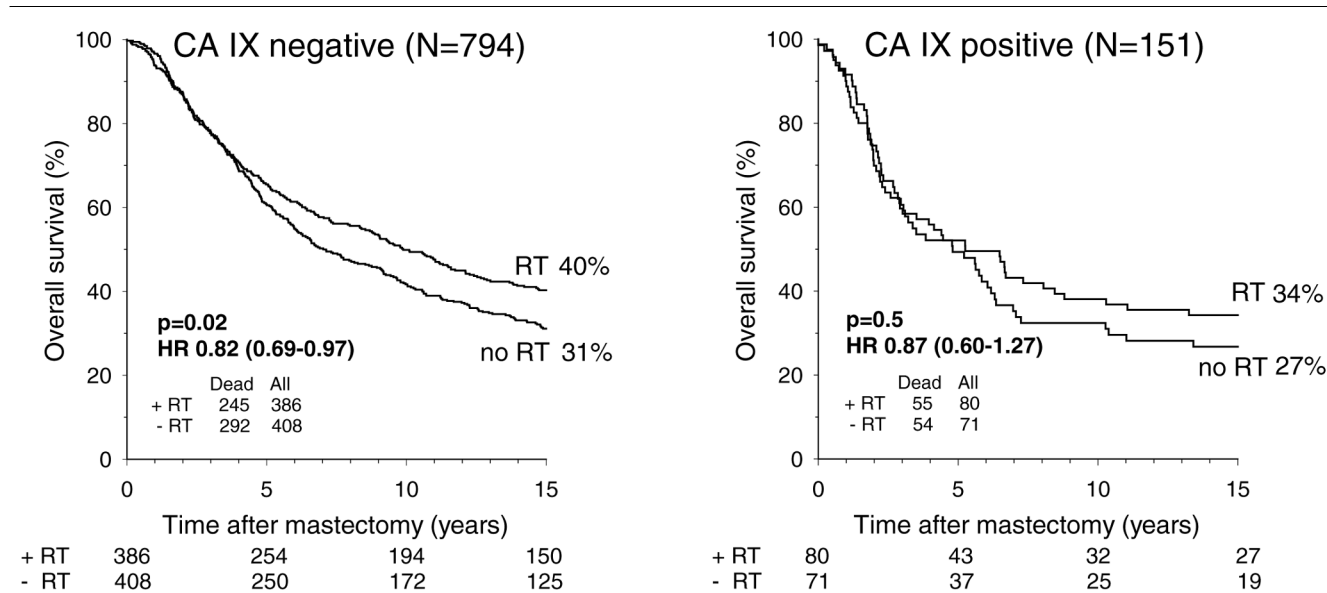 CA IX negative (N=794)
Overall survival (%)
100
80
60
40
20
0
RT 40%
no RT 31%
p=0.02
HR 0.82 (0.69-0.97)
Dead All
+ RT 245 386
- RT 292 408
0 5 10 15
Time after mastectomy (years)
+ RT 386 254 194 150
- RT 408 250 172 125
CA IX positive (N=151)
Overall survival (%)
100
80
60
40
20
0
RT 34%
no RT 27%
p=0.5
HR 0.87 (0.60-1.27)
Dead All
+ RT 55 80
- RT 54 71
0 5 10 15
Time after mastectomy (years)
+ RT 80 43 32 27
- RT 71 37 25 19